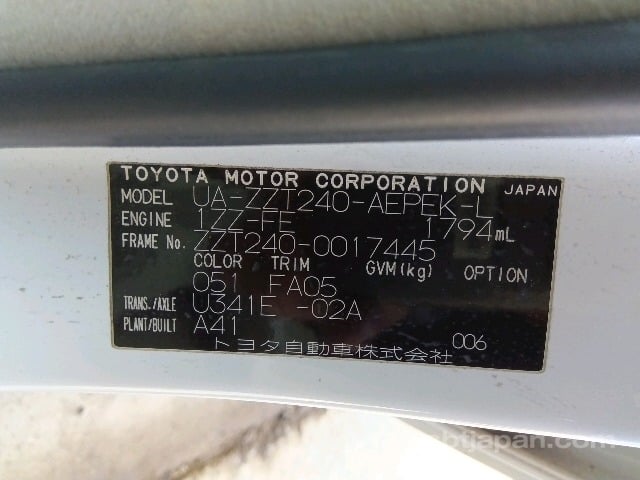 TOYOTA MOTOR CORPORATION JAPAN
MODEL UA-ZZT240-AEPEK-L
ENGINE 1ZZ-FE 1794mL
FRAME No. ZZT240-0017445
COLOR TRIM GVM(kg) OPTION
051 FA05
TRANS./AXLE U341E -02A
PLANT/BUILT A41
006
トヨタ自動車株式会社
btjapan.com